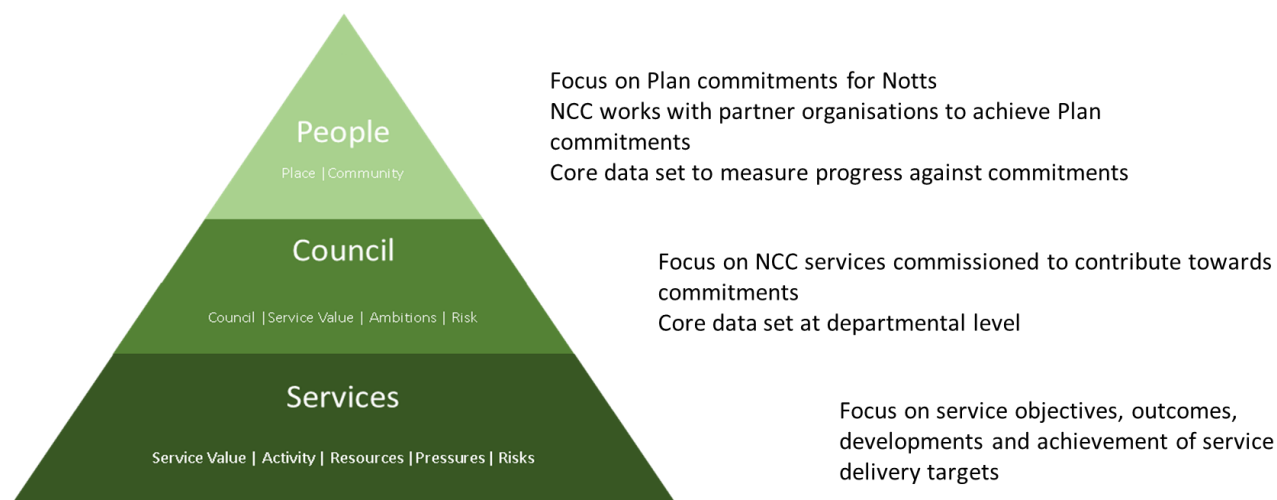 People
Place |Community
Focus on Plan commitments for Notts
NCC works with partner organisations to achieve Plan
commitments
Core data set to measure progress against commitments
Council
Council |Service Value | Ambitions | Risk
Focus on NCC services commissioned to contribute towards
commitments
Core data set at departmental level
Services
Service Value | Activity | Resources |Pressures | Risks
Focus on service objectives, outcomes,
developments and achievement of service
delivery targets